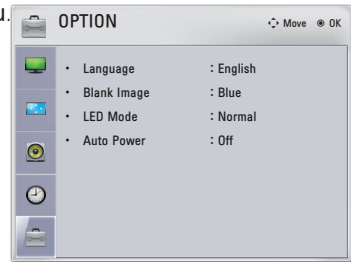 u.
OPTION
Move OK
• Language : English
• Blank Image : Blue
• LED Mode : Normal
• Auto Power : Off